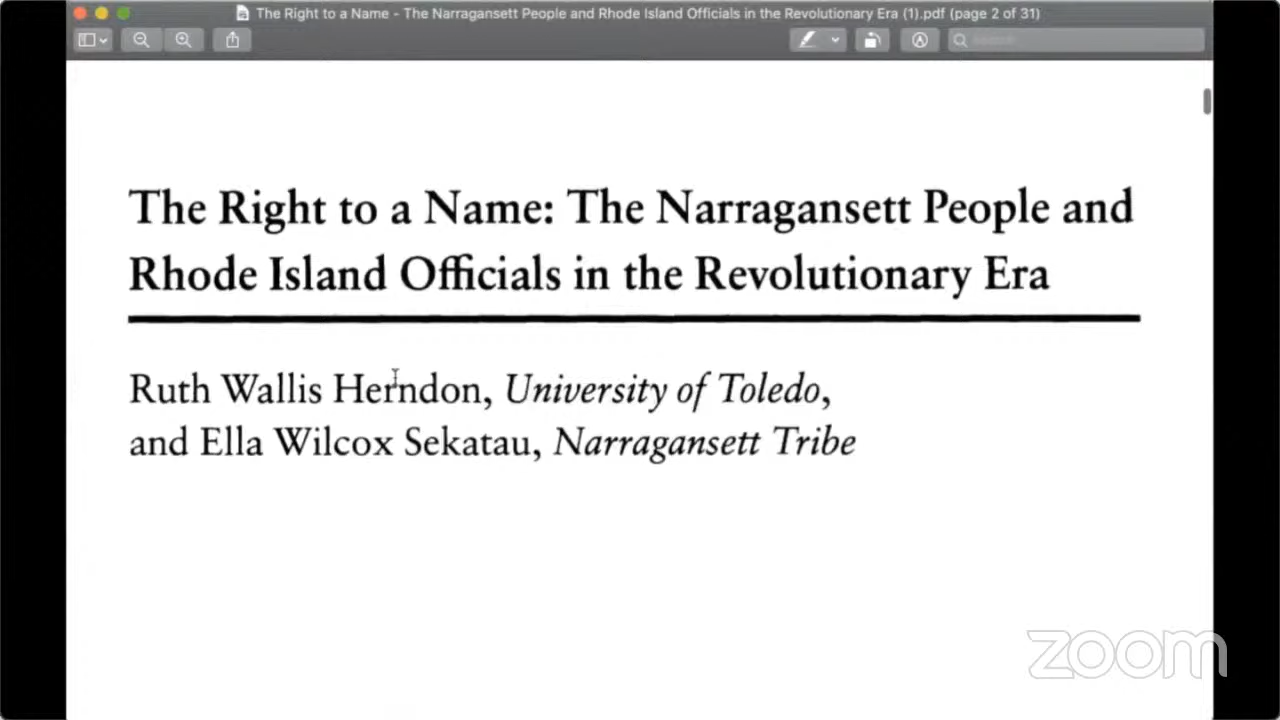 The Right to a Name - The Narragansett People and Rhode Island Officials in the Revolutionary Era (1).pdf (page 2 of 31)
Search
The Right to a Name: The Narragansett People and
Rhode Island Officials in the Revolutionary Era
Ruth Wallis Herndon, University of Toledo,
and Ella Wilcox Sekatau, Narragansett Tribe
zoom